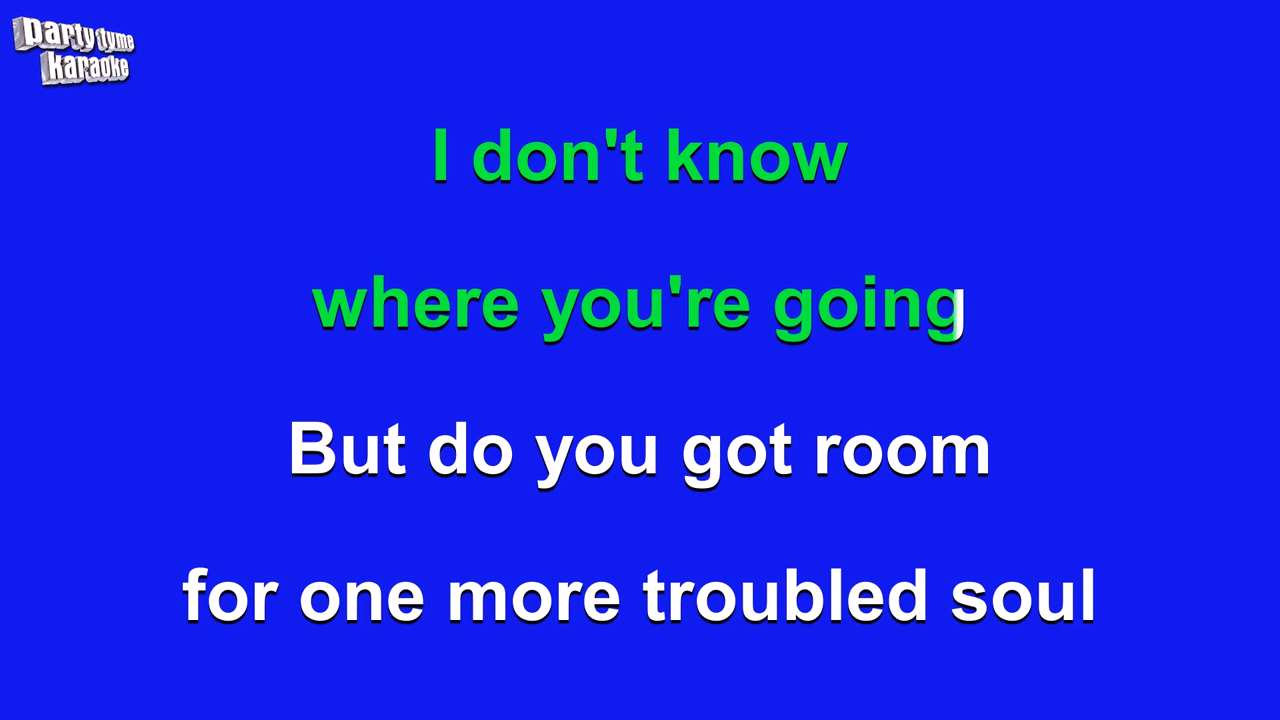 party tyme
karaoke
I don't know
where you're going
But do you got room
for one more troubled soul